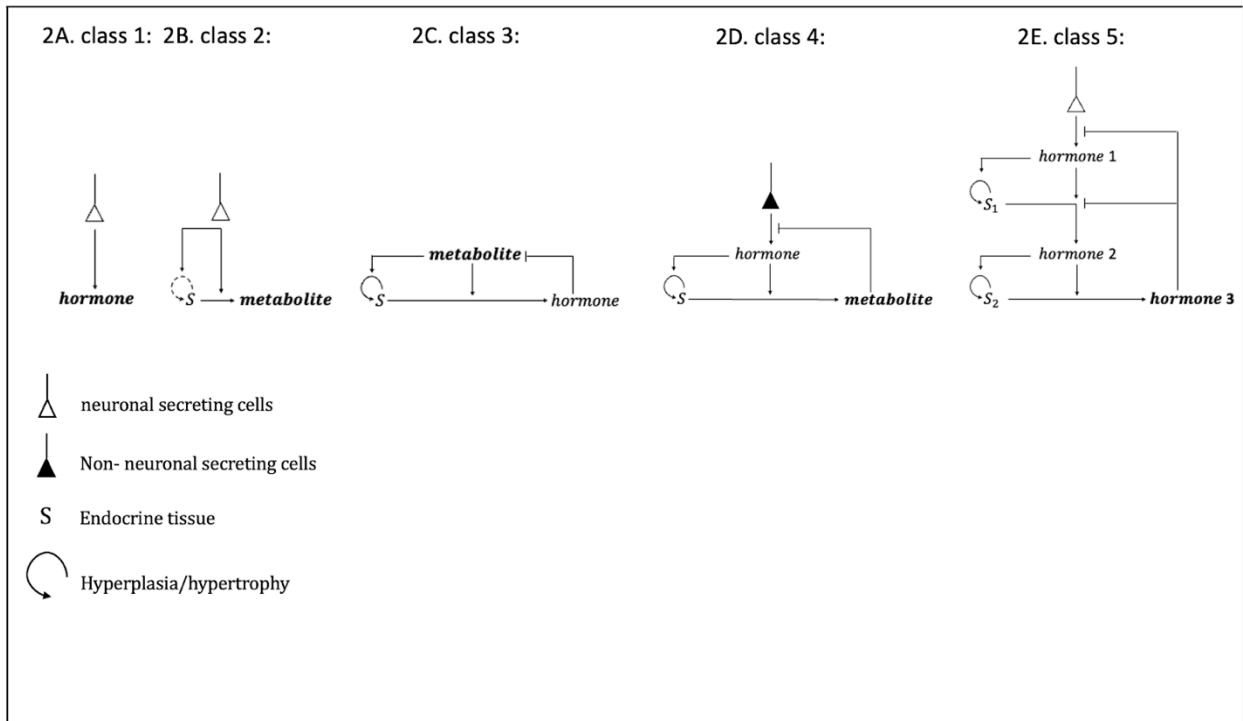 2A. class 1: 2B. class 2: 2C. class 3: 2D. class 4: 2E. class 5:
hormone
S metabolite
metabolite
S hormone
hormone
S metabolite
hormone 1
S₁
hormone 2
S₂ hormone 3
neuronal secreting cells
Non- neuronal secreting cells
S Endocrine tissue
Hyperplasia/hypertrophy